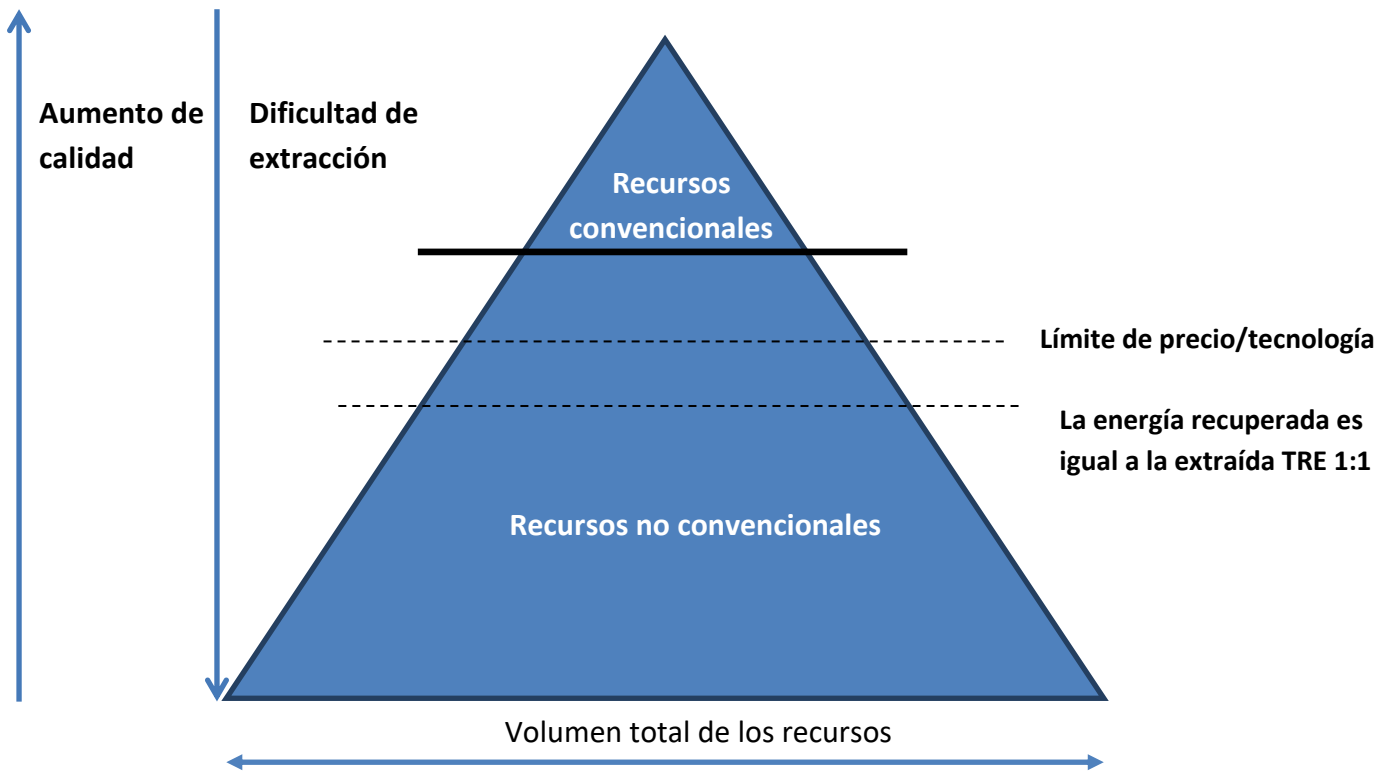 Aumento de
calidad
Dificultad de
extracción
Recursos
convencionales
Límite de precio/tecnología
La energía recuperada es
igual a la extraída TRE 1:1
Recursos no convencionales
Volumen total de los recursos